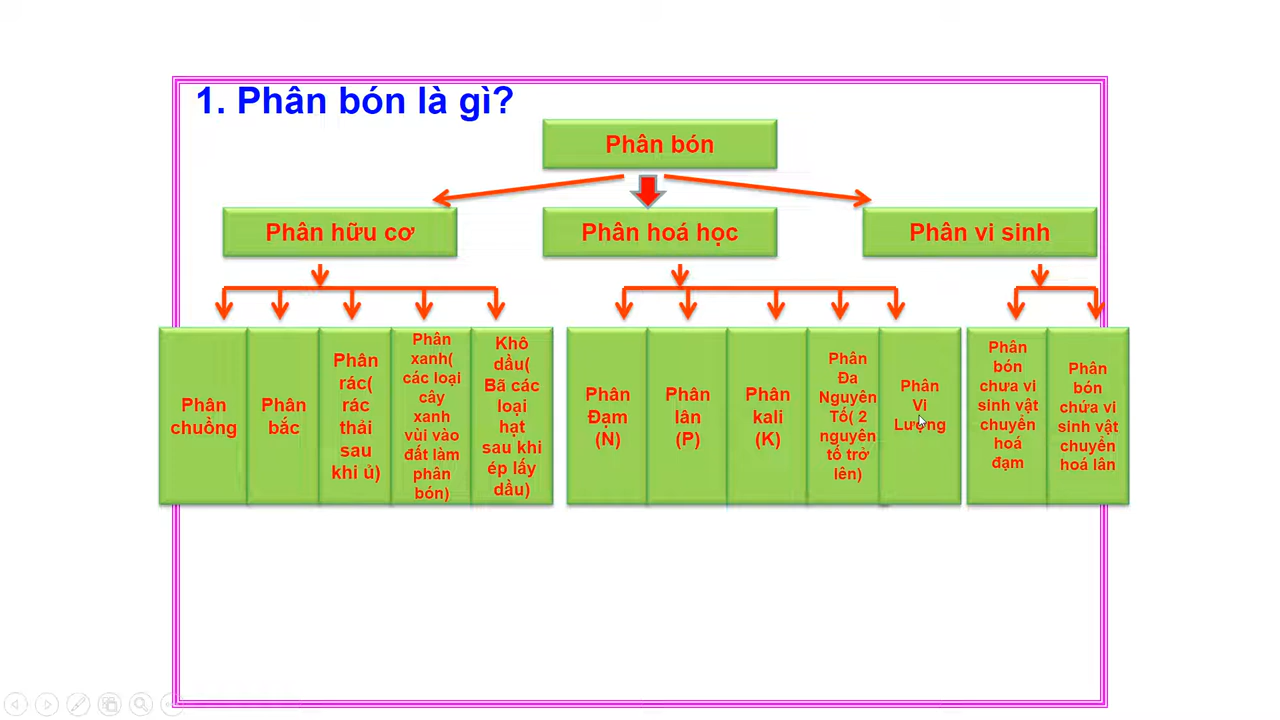 1. Phân bón là gì?
Phân bón
Phân hữu cơ
Phân hoá học
Phân vi sinh
Phân
chuồng
Phân
bắc
Phân
rác(
rác
thải
sau
khi ủ)
Phân
xanh(
các loại
cây
xanh
vùi vào
đất làm
phân
bón)
Khô
dầu(
Bã các
loại
hạt
sau khi
ép lấy
dầu)
Phân
Đạm
(N)
Phân
lân
(P)
Phân
kali
(K)
Phân
Đa
Nguyên
Tố( 2
nguyên
tố trở
lên)
Phân
Vi
Lượng
Phân
bón
chưa vi
sinh vật
chuyển
hoá
đạm
Phân
bón
chứa vi
sinh vật
chuyển
hoá lân